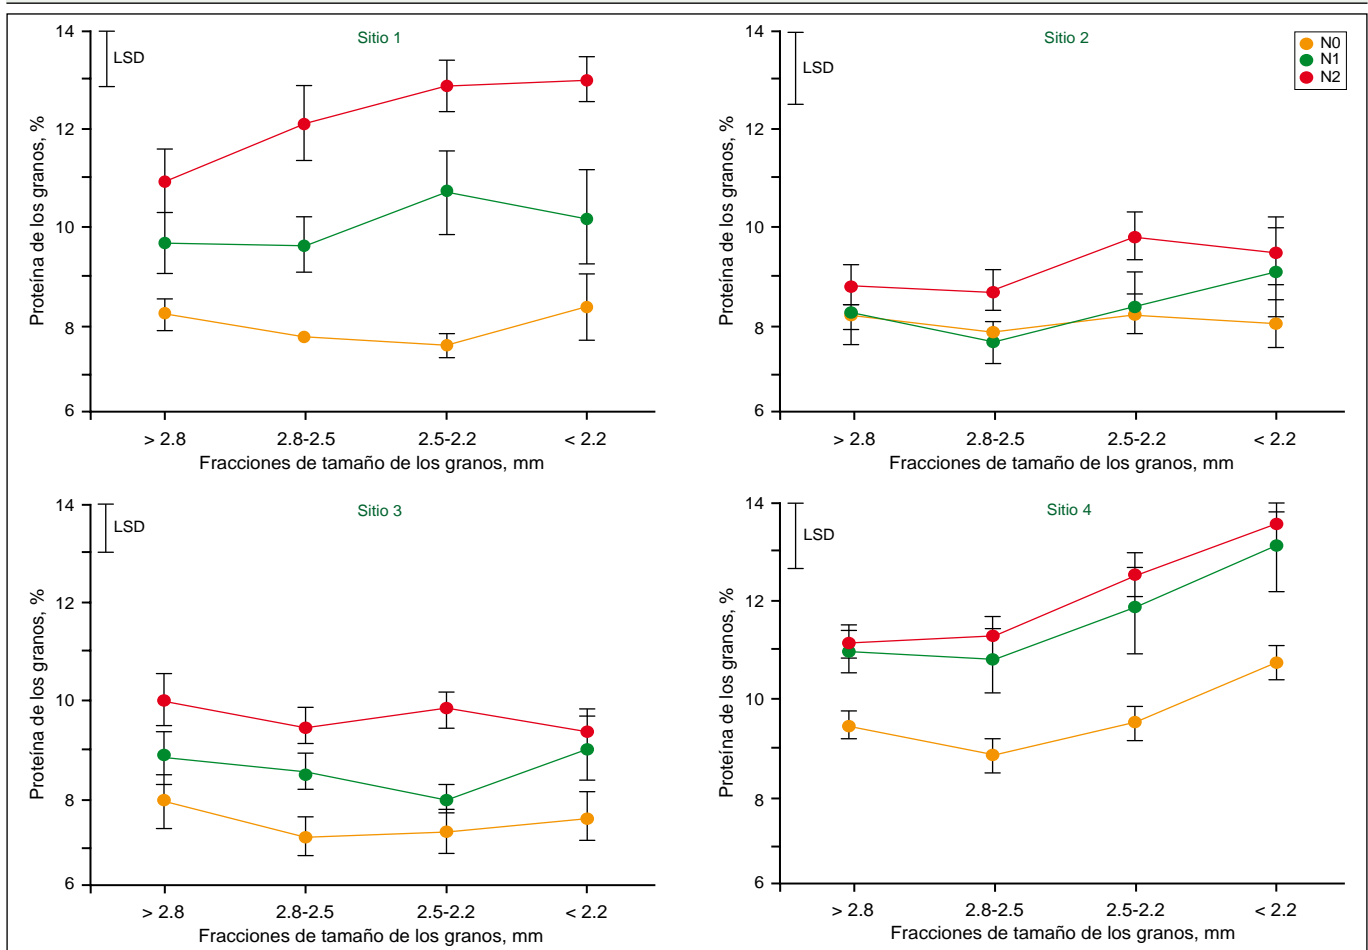 Sitio 1
LSD
Proteína de los granos, %
14
12
10
8
6
> 2.8
2.8-2.5
2.5-2.2
< 2.2
Fracciones de tamaño de los granos, mm
Sitio 2
LSD
N0
N1
N2
Proteína de los granos, %
14
12
10
8
6
> 2.8
2.8-2.5
2.5-2.2
< 2.2
Fracciones de tamaño de los granos, mm
Sitio 3
LSD
Proteína de los granos, %
14
12
10
8
6
> 2.8
2.8-2.5
2.5-2.2
< 2.2
Fracciones de tamaño de los granos, mm
Sitio 4
LSD
Proteína de los granos, %
14
12
10
8
6
> 2.8
2.8-2.5
2.5-2.2
< 2.2
Fracciones de tamaño de los granos, mm